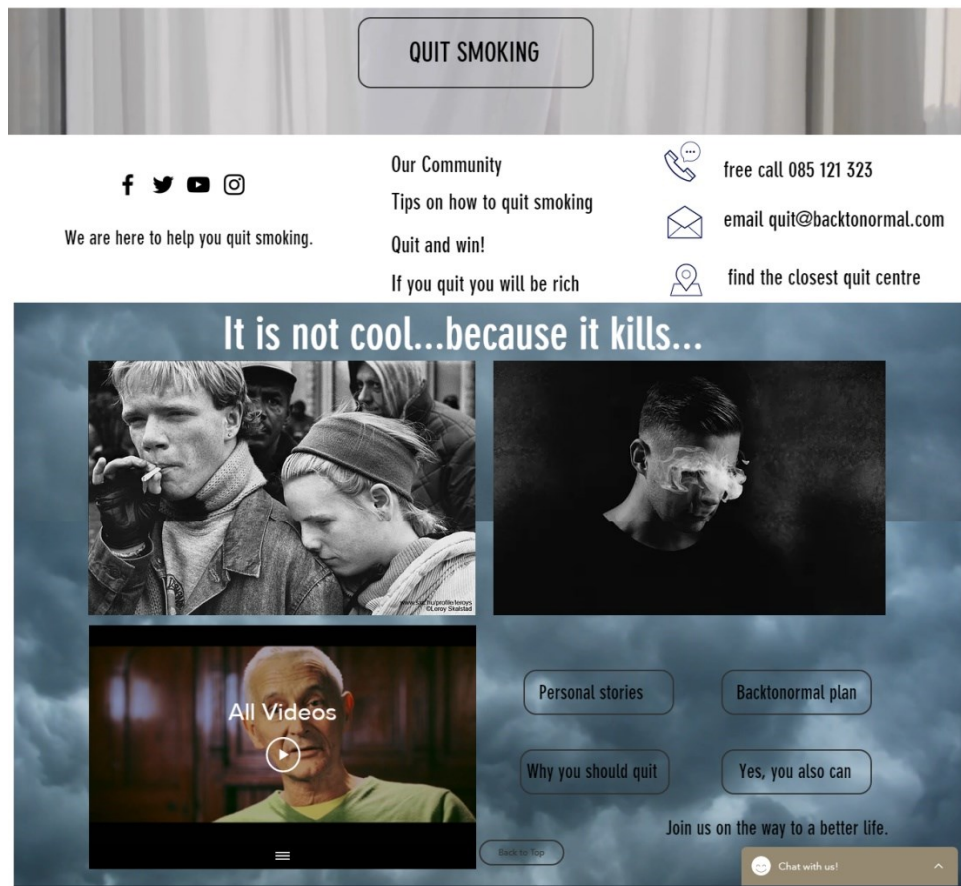 QUIT SMOKING
We are here to help you quit smoking.
Our Community
Tips on how to quit smoking
Quit and win!
If you quit you will be rich
free call 085 121 323
email quit@backtonormal.com
find the closest quit centre
It is not cool...because it kills...
©Leroy Skalstad
All Videos
Personal stories
Backtonormal plan
Why you should quit
Yes, you also can
Join us on the way to a better life.
Back to Top
Chat with us!